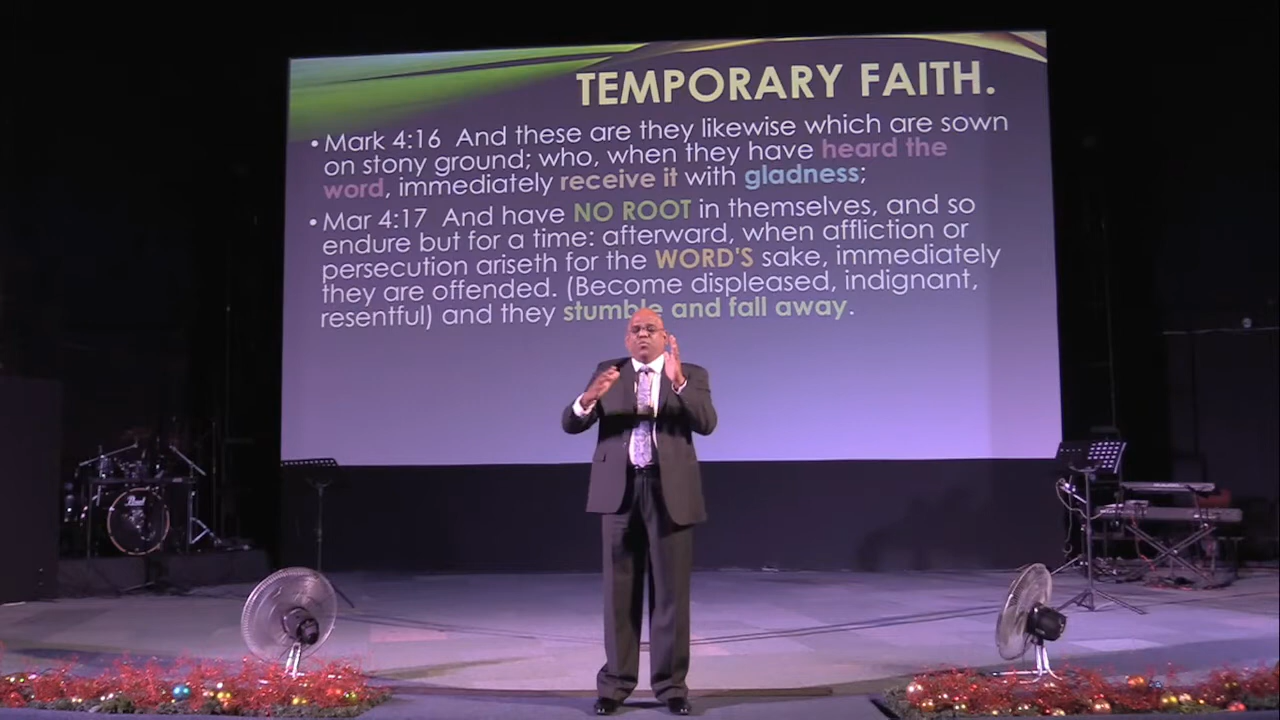 TEMPORARY FAITH.
• Mark 4:16 And these are they likewise which are sown
on stony ground; who, when they have heard the
word, immediately receive it with gladness;
• Mar 4:17 And have NO ROOT in themselves, and so
endure but for a time: afterward, when affliction or
persecution ariseth for the WORD'S sake, immediately
they are offended. (Become displeased, indignant,
resentful) and they stumble and fall away.
Pearl